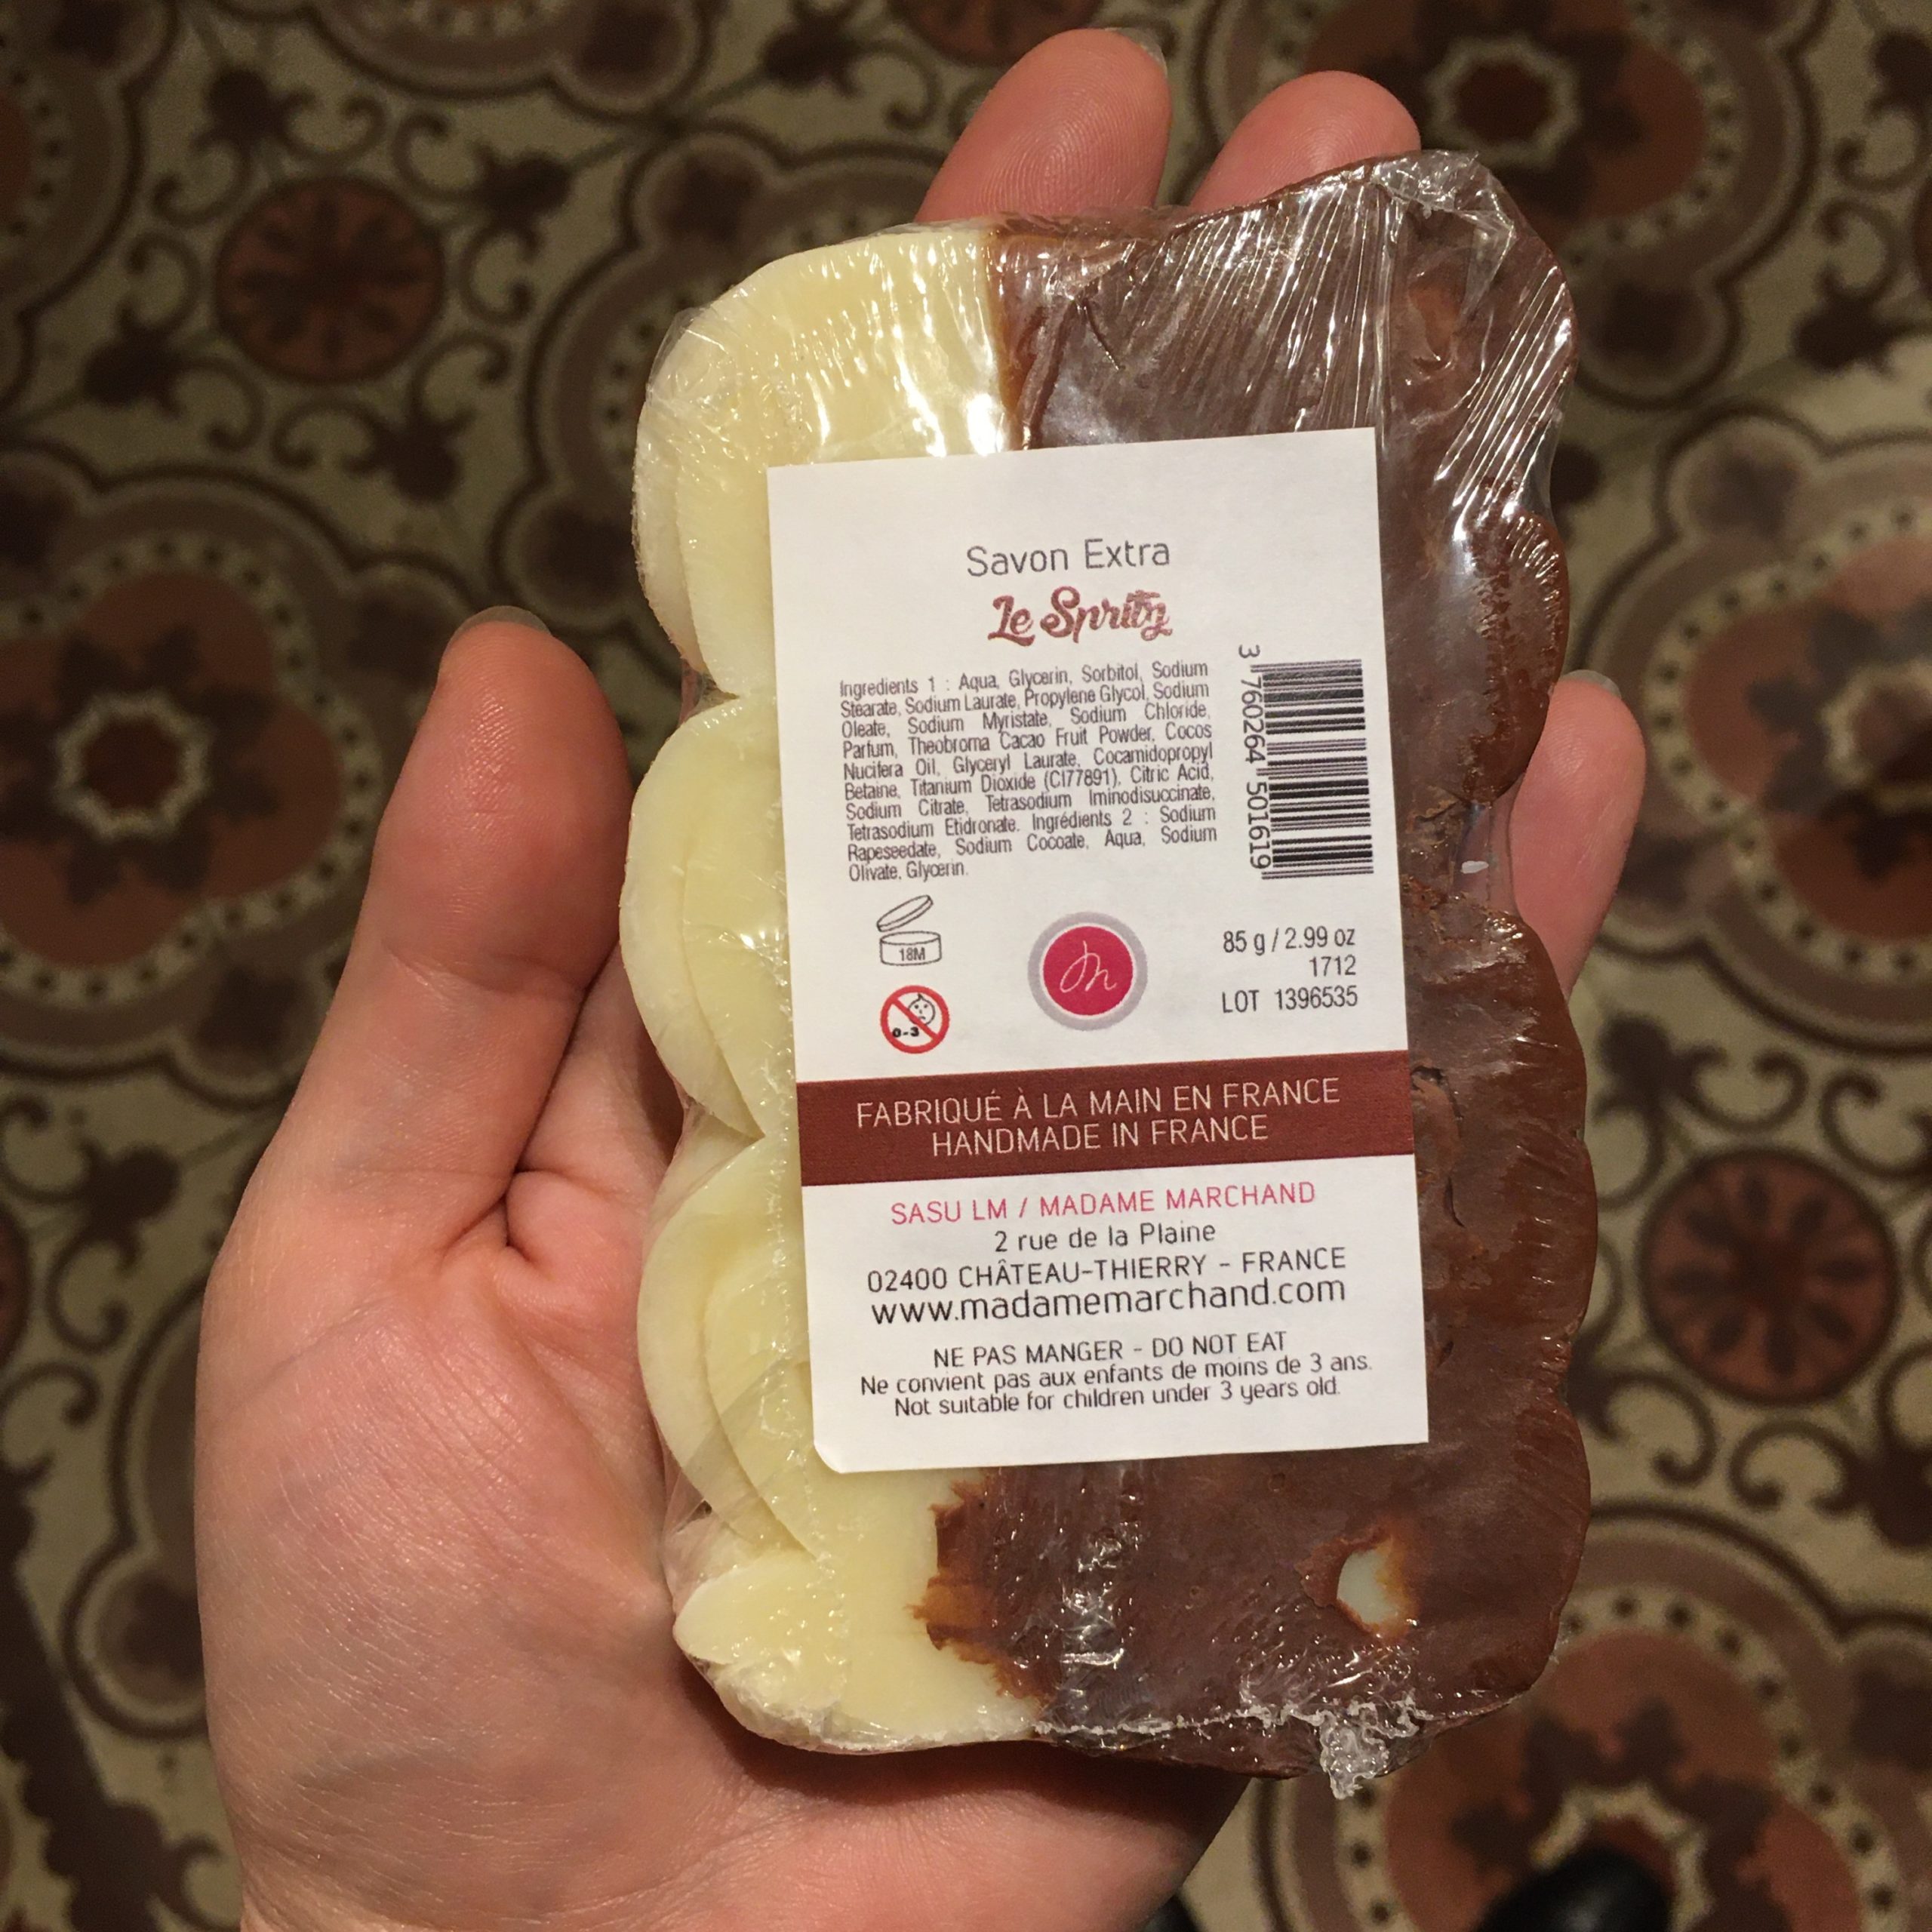 Savon Extra
Le Spritz
Ingredients 1 : Aqua, Glycerin, Sorbitol, Sodium
Stearate, Sodium Laurate, Propylene Glycol, Sodium
Oleate, Sodium Myristate, Sodium Chloride,
Parfum, Theobroma Cacao Fruit Powder, Cocos
Nucifera Oil, Glyceryl Laurate, Cocamidopropyl
Betaine, Titanium Dioxide (CI77891), Citric Acid,
Sodium Citrate, Tetrasodium Iminodisuccinate,
Tetrasodium Etidronate. Ingrédients 2 : Sodium
Rapeseedate, Sodium Cocoate, Aqua, Sodium
Olivate, Glycerin.
3 760264 501619
18M
0-3
m
85 g / 2.99 oz
1712
LOT 1396535
FABRIQUÉ À LA MAIN EN FRANCE
HANDMADE IN FRANCE
SASU LM / MADAME MARCHAND
2 rue de la Plaine
02400 CHÂTEAU-THIERRY - FRANCE
www.madamemarchand.com
NE PAS MANGER - DO NOT EAT
Ne convient pas aux enfants de moins de 3 ans.
Not suitable for children under 3 years old.